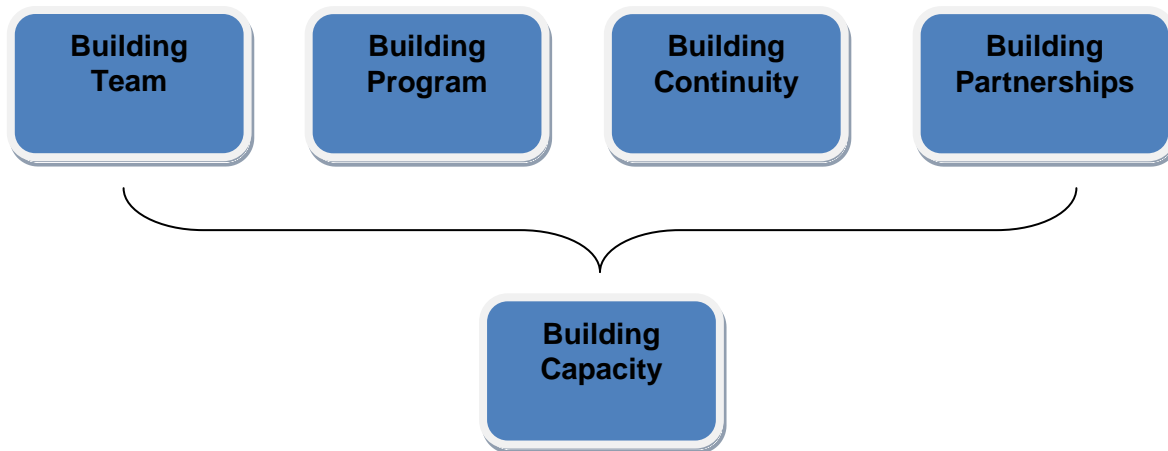 Building
Team
Building
Program
Building
Continuity
Building
Partnerships
Building
Capacity